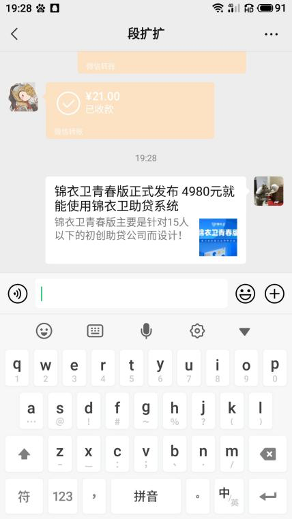 19:28
91
段扩扩
微信转账
¥21.00
已收款
微信转账
19:28
锦衣卫青春版正式发布 4980元就
能使用锦衣卫助贷系统
锦衣卫青春版主要是针对15人
以下的初创助贷公司而设计!
锦衣卫青春版
q w e r t y u i o p
1 2 3 4 5 6 7 8 9 0
a s d f g h j k l
z x c v b n m
符 123 , 拼音 。 中/英